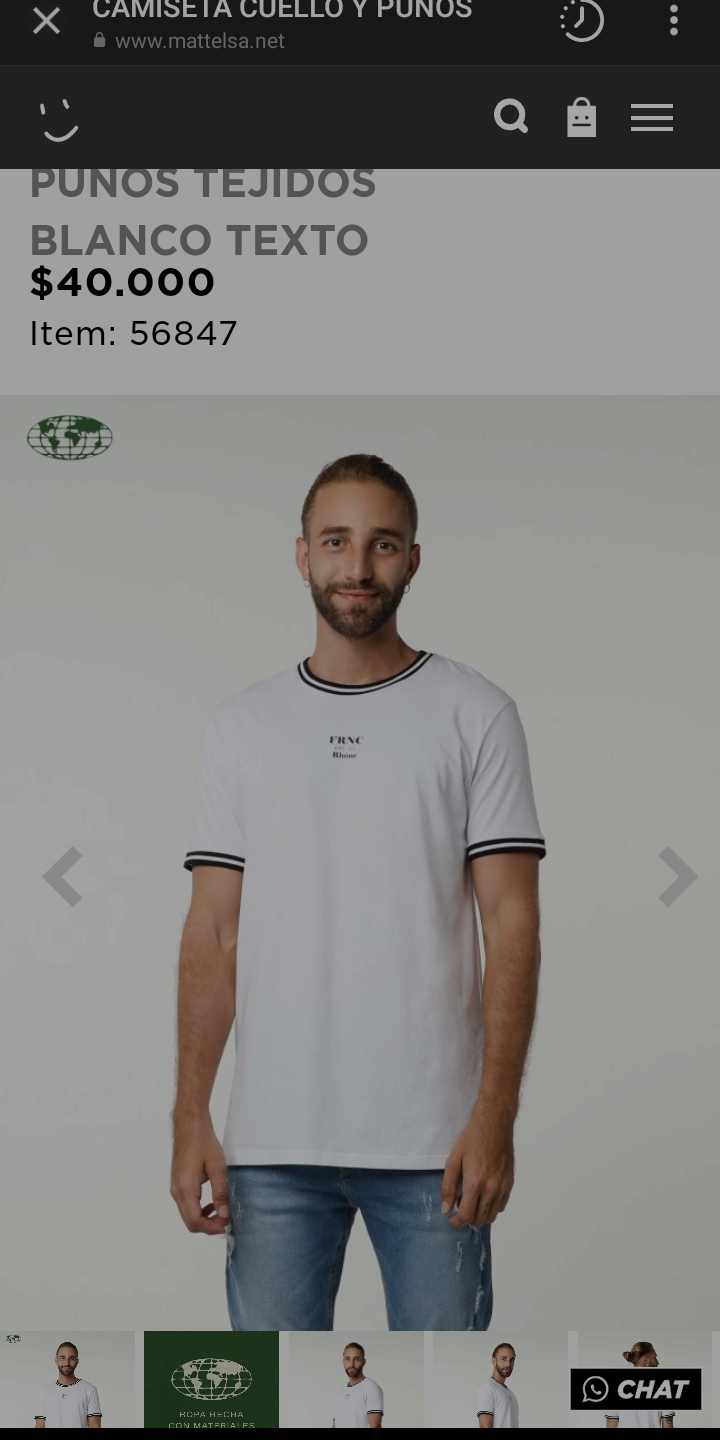 CAMISETA CUELLO Y PUÑOS
www.mattelsa.net
PUÑOS TEJIDOS
BLANCO TEXTO
$40.000
Item: 56847
FRNC
Rhône
ROPA HECHA
CON MATERIALES
CHAT